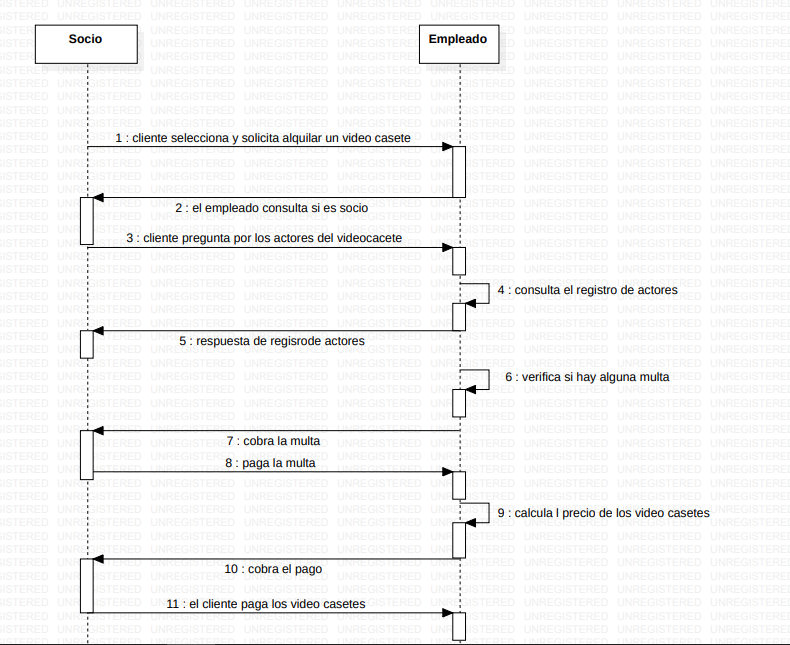 Socio
Empleado
1 : cliente selecciona y solicita alquilar un video casete
2 : el empleado consulta si es socio
3 : cliente pregunta por los actores del videocacete
4 : consulta el registro de actores
5 : respuesta de regisrode actores
6 : verifica si hay alguna multa
7 : cobra la multa
8 : paga la multa
9 : calcula l precio de los video casetes
10 : cobra el pago
11 : el cliente paga los video casetes
UNREGISTERED